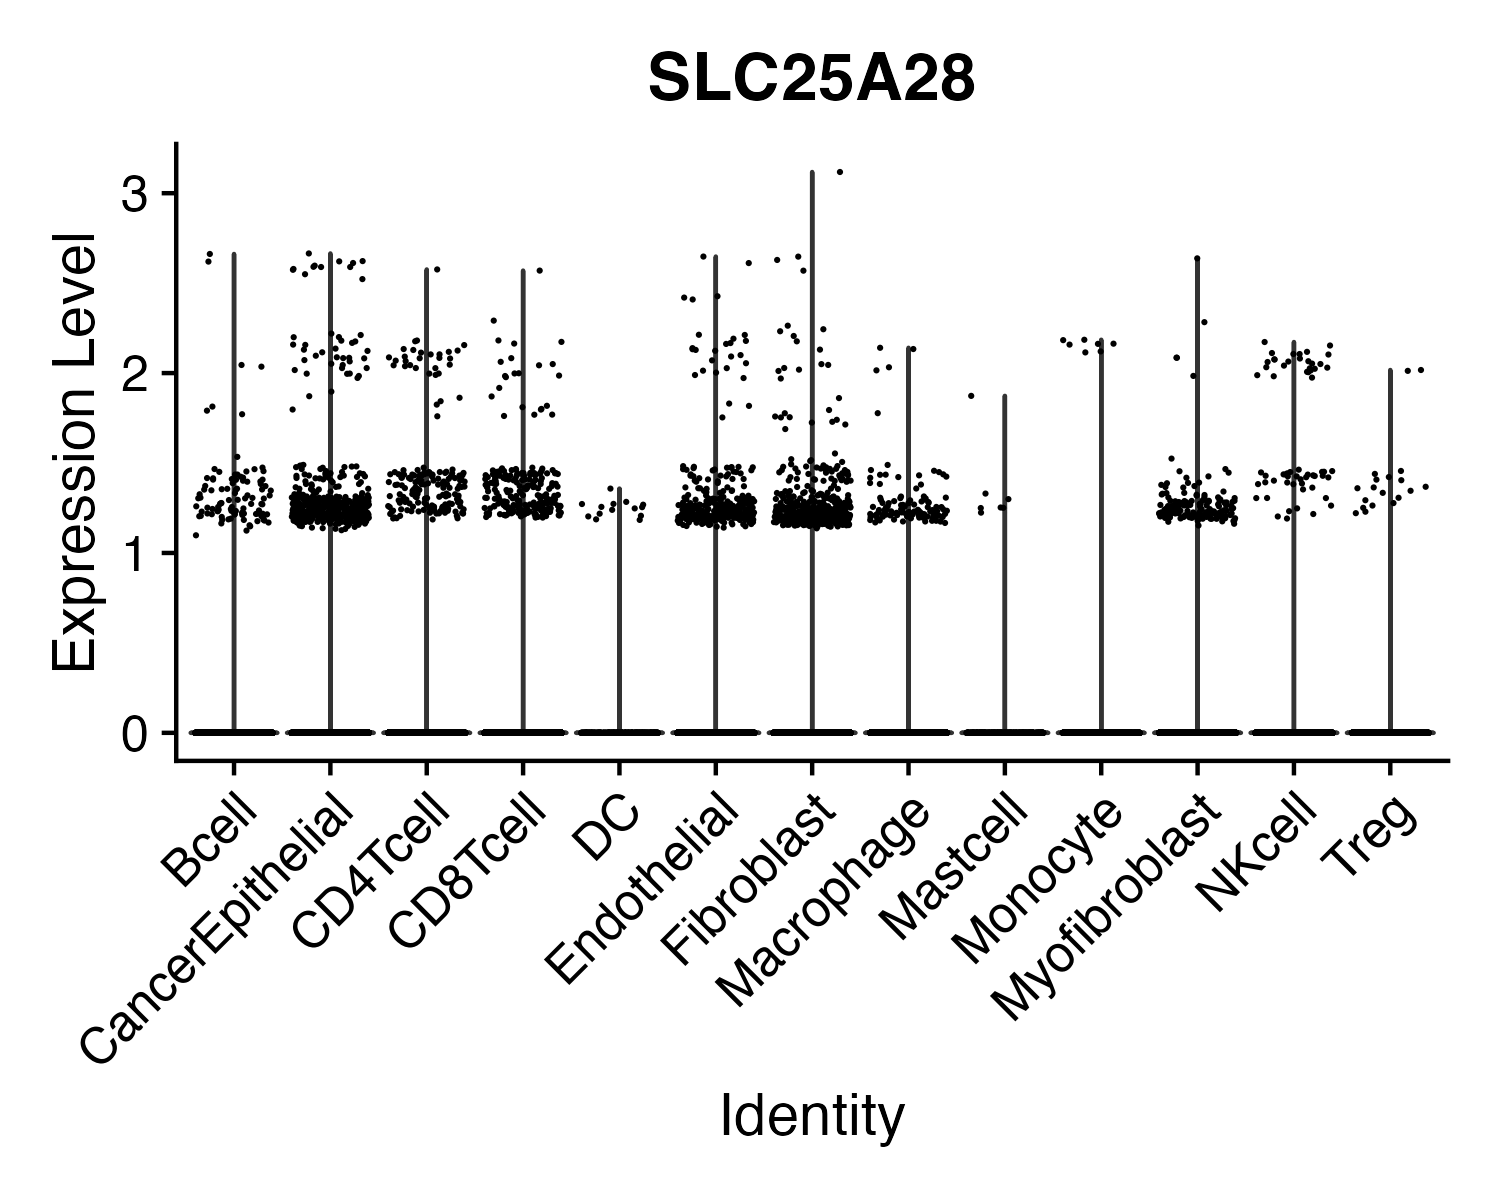 SLC25A28
Expression Level
3
2
1
0
Bcell
CancerEpithelial
CD4Tcell
CD8Tcell
DC
Endothelial
Fibroblast
Macrophage
Mastcell
Monocyte
Myofibroblast
NKcell
Treg
Identity